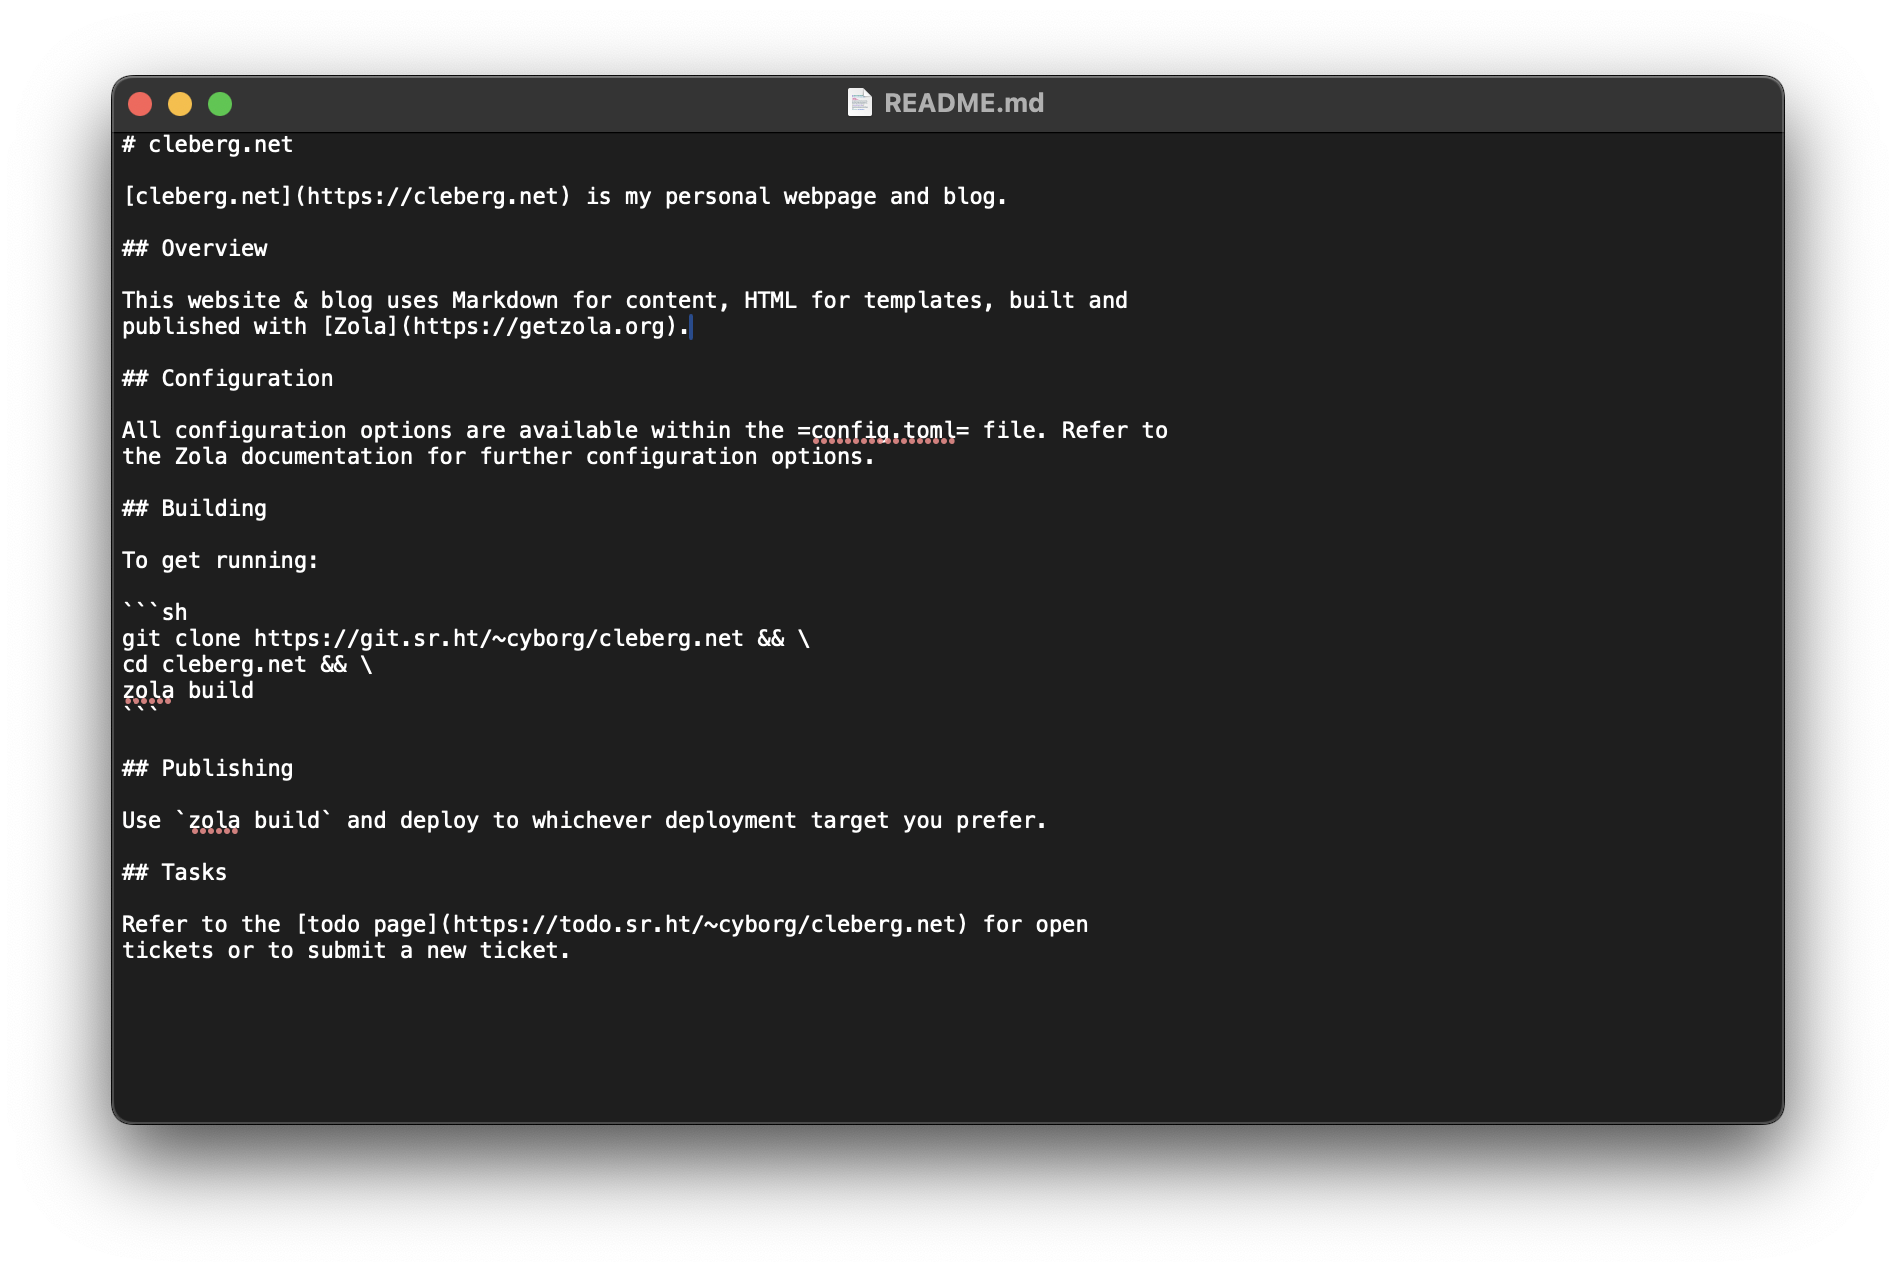 README.md
# cleberg.net
[cleberg.net](https://cleberg.net) is my personal webpage and blog.
## Overview
This website & blog uses Markdown for content, HTML for templates, built and
published with [Zola](https://getzola.org).
## Configuration
All configuration options are available within the =config.toml= file. Refer to
the Zola documentation for further configuration options.
## Building
To get running:
```sh
git clone https://git.sr.ht/~cyborg/cleberg.net && \
cd cleberg.net && \
zola build
```
## Publishing
Use `zola build` and deploy to whichever deployment target you prefer.
## Tasks
Refer to the [todo page](https://todo.sr.ht/~cyborg/cleberg.net) for open
tickets or to submit a new ticket.